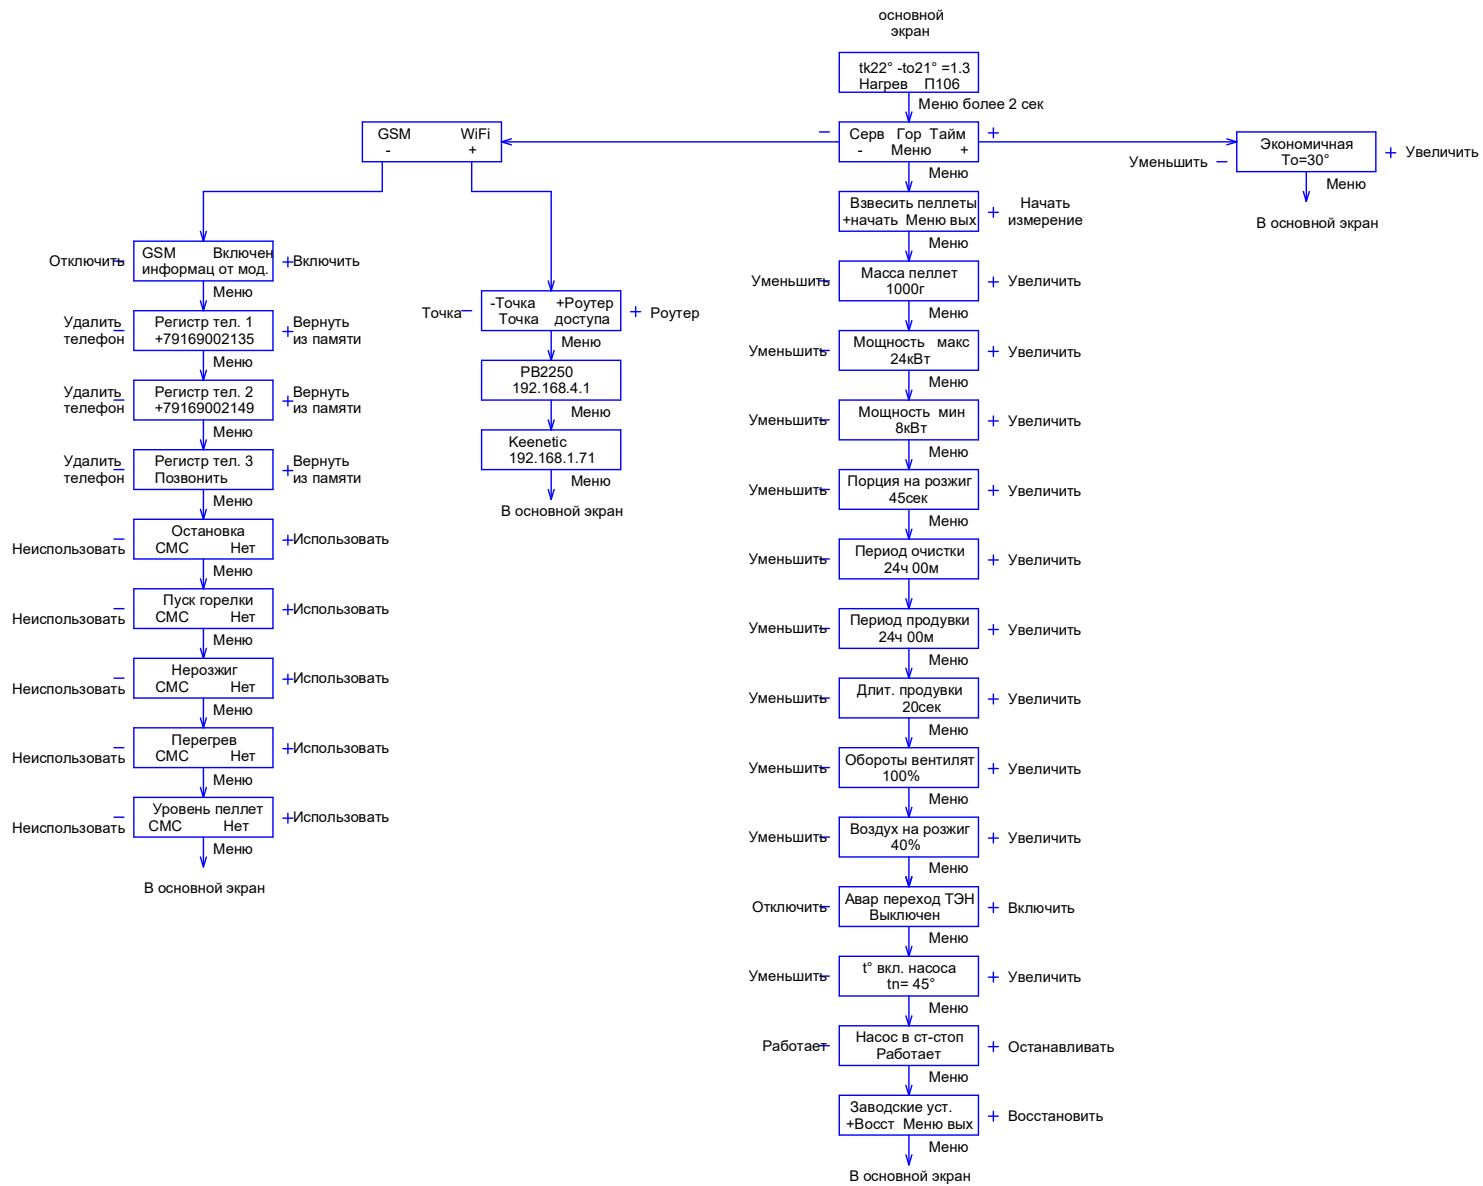 основной
экран
tk22° -to21° =1.3
Нагрев П106
Меню более 2 сек
GSM WiFi
- +
−
Серв Гор Тайм
- Меню +
+
Экономичная
To=30°
Уменьшить −
+ Увеличить
Меню
В основной экран
Меню
Взвесить пеллеты
+начать Меню вых
+ Начать
измерение
Меню
Отключить −
GSM Включен
информац от мод.
+Включить
Меню
Удалить
телефон −
Регистр тел. 1
+79169002135
+Вернуть
из памяти
Меню
Удалить
телефон −
Регистр тел. 2
+79169002149
+Вернуть
из памяти
Меню
Удалить
телефон −
Регистр тел. 3
Позвонить
+Вернуть
из памяти
Меню
Неиспользовать −
Остановка
СМС Нет
+Использовать
Меню
Неиспользовать −
Пуск горелки
СМС Нет
+Использовать
Меню
Неиспользовать −
Нерозжиг
СМС Нет
+Использовать
Меню
Неиспользовать −
Перегрев
СМС Нет
+Использовать
Меню
Неиспользовать −
Уровень пеллет
СМС Нет
+Использовать
Меню
В основной экран
Точка −
-Точка +Роутер
Точка доступа
+ Роутер
Меню
PB2250
192.168.4.1
Меню
Keenetic
192.168.1.71
Меню
В основной экран
Уменьшить −
Масса пеллет
1000г
+ Увеличить
Меню
Уменьшить −
Мощность макс
24кВт
+ Увеличить
Меню
Уменьшить −
Мощность мин
8кВт
+ Увеличить
Меню
Уменьшить −
Порция на розжиг
45сек
+ Увеличить
Меню
Уменьшить −
Период очистки
24ч 00м
+ Увеличить
Меню
Уменьшить −
Период продувки
24ч 00м
+ Увеличить
Меню
Уменьшить −
Длит. продувки
20сек
+ Увеличить
Меню
Уменьшить −
Обороты вентилят
100%
+ Увеличить
Меню
Уменьшить −
Воздух на розжиг
40%
+ Увеличить
Меню
Отключить −
Авар переход ТЭН
Выключен
+ Включить
Меню
Уменьшить −
t° вкл. насоса
tn= 45°
+ Увеличить
Меню
Работает −
Насос в ст-стоп
Работает
+ Останавливать
Меню
Заводские уст.
+Восст Меню вых
+ Восстановить
Меню
В основной экран